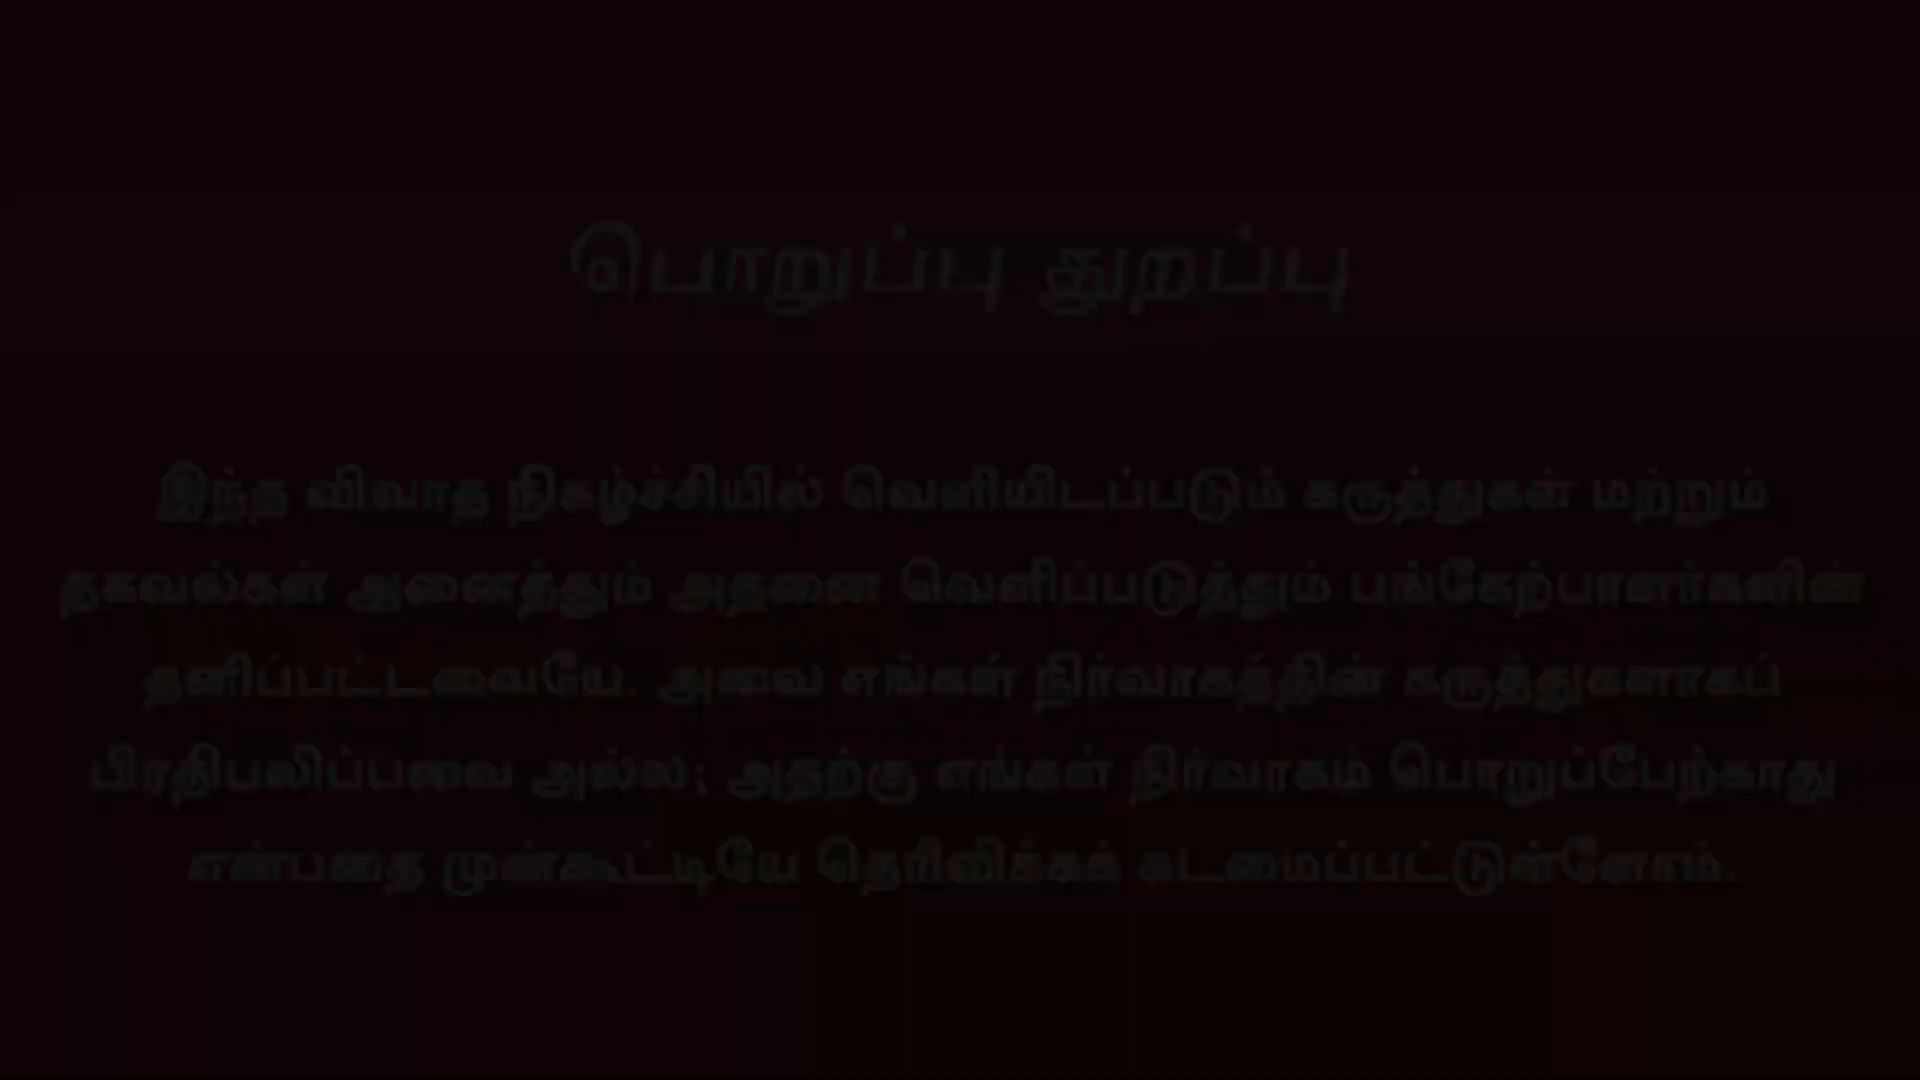 பொறுப்பு துறப்பு
இந்த விவாத நிகழ்ச்சியில் வெளியிடப்படும் கருத்துகள் மற்றும்
தகவல்கள் அனைத்தும் அதனை வெளிப்படுத்தும் பங்கேற்பாளர்களின்
தனிப்பட்டவையே. அவை எங்கள் நிர்வாகத்தின் கருத்துகளாகப்
பிரதிபலிப்பவை அல்ல; அதற்கு எங்கள் நிர்வாகம் பொறுப்பேற்காது
என்பதை முன்கூட்டியே தெரிவிக்கக் கடமைப்பட்டுள்ளோம்.